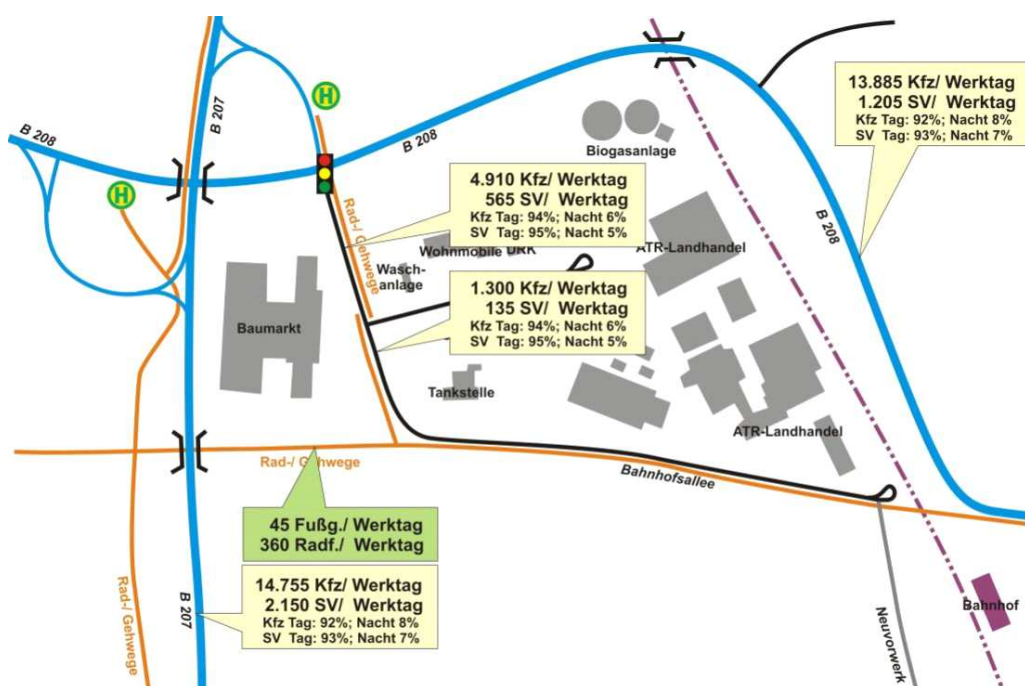 H
B 207
B 208
H
B 208
13.885 Kfz/ Werktag
1.205 SV/ Werktag
Kfz Tag: 92%; Nacht 8%
SV Tag: 93%; Nacht 7%
Biogasanlage
4.910 Kfz/ Werktag
565 SV/ Werktag
Kfz Tag: 94%; Nacht 6%
SV Tag: 95%; Nacht 5%
Rad-/ Gehwege
B 208
Wohnmobile DRK
ATR-Landhandel
Wasch-
anlage
1.300 Kfz/ Werktag
135 SV/ Werktag
Kfz Tag: 94%; Nacht 6%
SV Tag: 95%; Nacht 5%
Baumarkt
Tankstelle
ATR-Landhandel
Rad-/ Gehwege
Bahnhofsallee
45 Fußg./ Werktag
360 Radf./ Werktag
14.755 Kfz/ Werktag
2.150 SV/ Werktag
Kfz Tag: 92%; Nacht 8%
SV Tag: 93%; Nacht 7%
Rad-/ Gehwege
B 207
Neuvorwerk
Bahnhof